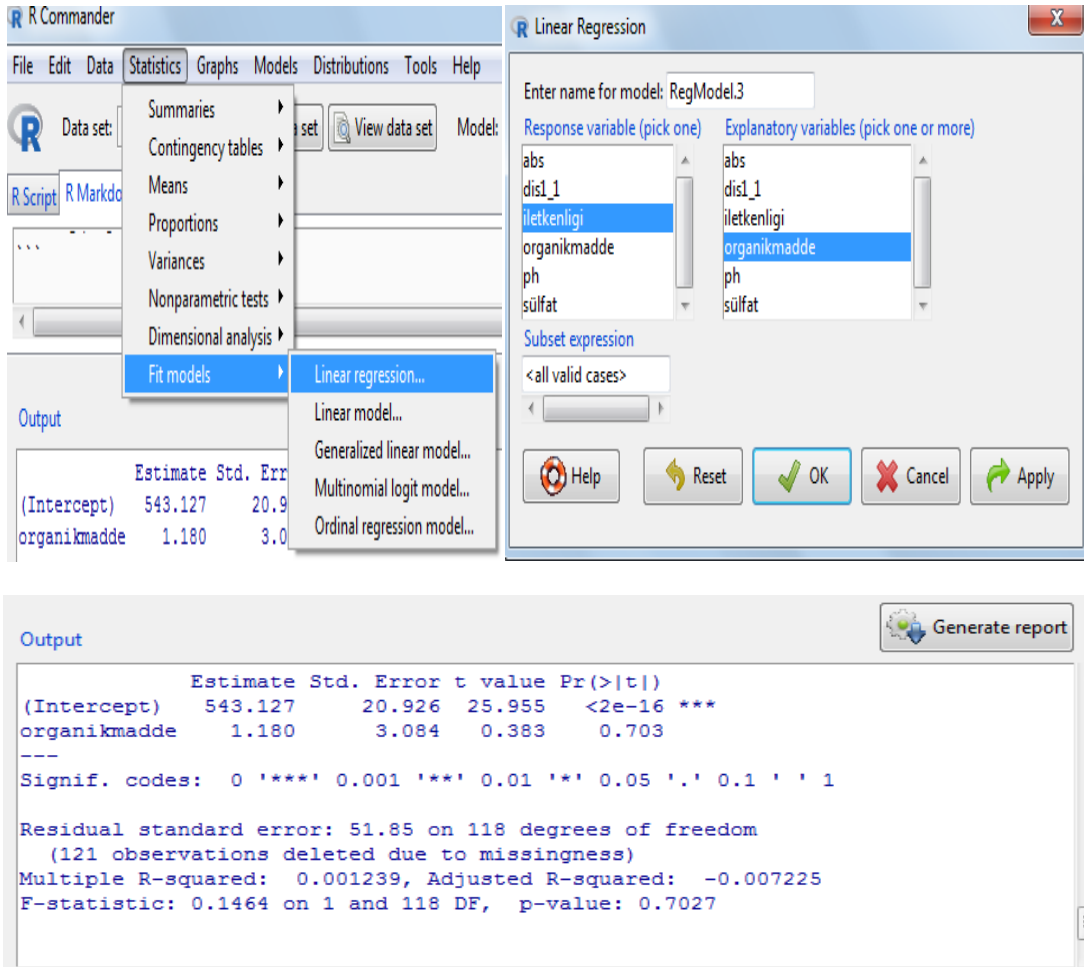 R Commander
File Edit Data Statistics Graphs Models Distributions Tools Help
Data set: set View data set Model:
R Script R Markdo
```
Summaries
Contingency tables
Means
Proportions
Variances
Nonparametric tests
Dimensional analysis
Fit models
Linear regression...
Linear model...
Generalized linear model...
Multinomial logit model...
Ordinal regression model...
Output
Estimate Std. Err
(Intercept) 543.127 20.9
organikmadde 1.180 3.0
Linear Regression
Enter name for model: RegModel.3
Response variable (pick one) Explanatory variables (pick one or more)
abs abs
dis1_1 dis1_1
iletkenligi iletkenligi
organikmadde organikmadde
ph ph
sülfat sülfat
Subset expression
<all valid cases>
Help Reset OK Cancel Apply
Output Generate report
Estimate Std. Error t value Pr(>|t|)
(Intercept) 543.127 20.926 25.955 <2e-16 ***
organikmadde 1.180 3.084 0.383 0.703
---
Signif. codes: 0 '***' 0.001 '**' 0.01 '*' 0.05 '.' 0.1 ' ' 1
Residual standard error: 51.85 on 118 degrees of freedom
(121 observations deleted due to missingness)
Multiple R-squared: 0.001239, Adjusted R-squared: -0.007225
F-statistic: 0.1464 on 1 and 118 DF, p-value: 0.7027